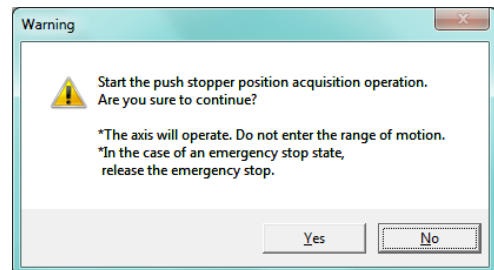 Warning
Start the push stopper position acquisition operation.
Are you sure to continue?
*The axis will operate. Do not enter the range of motion.
*In the case of an emergency stop state,
release the emergency stop.
Yes
No